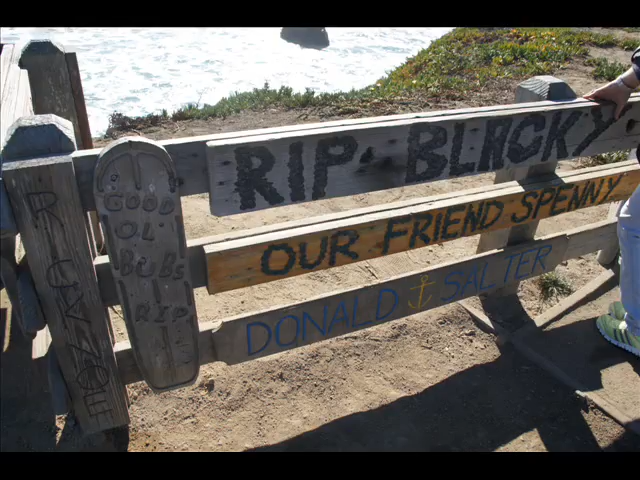 RIP BLACKY
OUR FRIEND SPENNY
DONALD SALTER
GOOD
OL'
BUBS
RIP